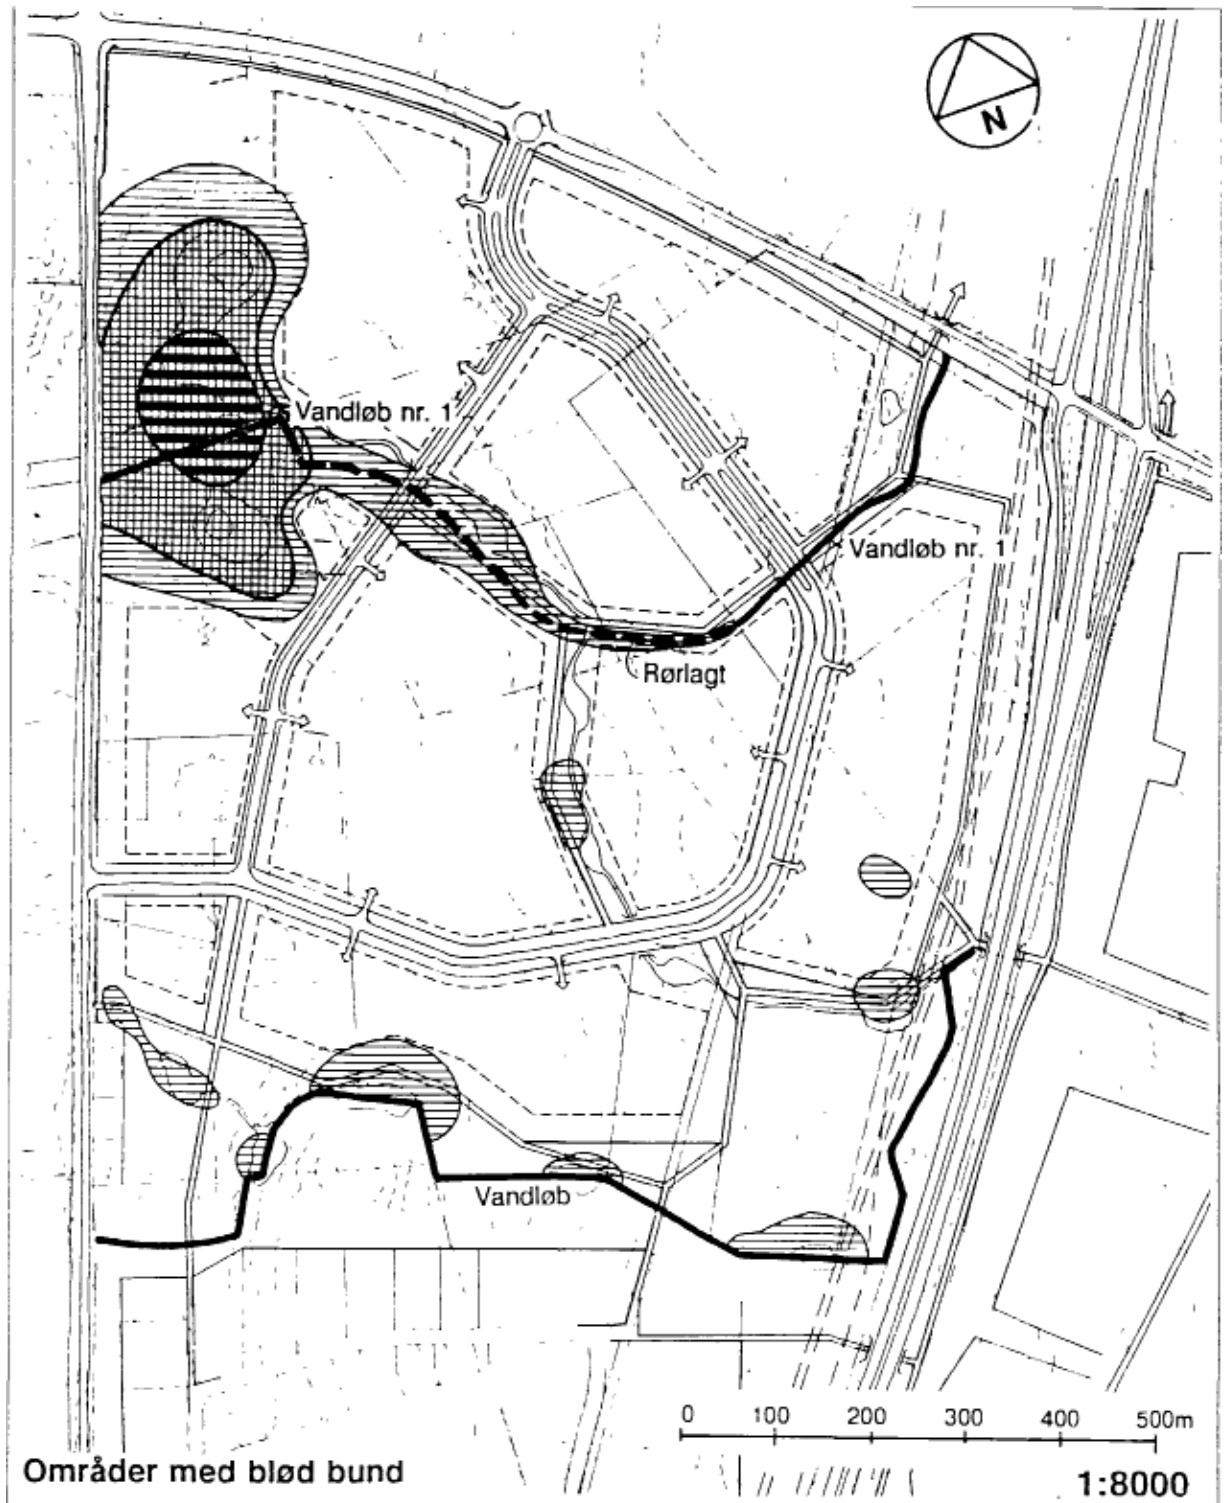 N
Vandløb nr. 1
Vandløb nr. 1
Rørlagt
Vandløb
0 100 200 300 400 500m
Områder med blød bund
1:8000